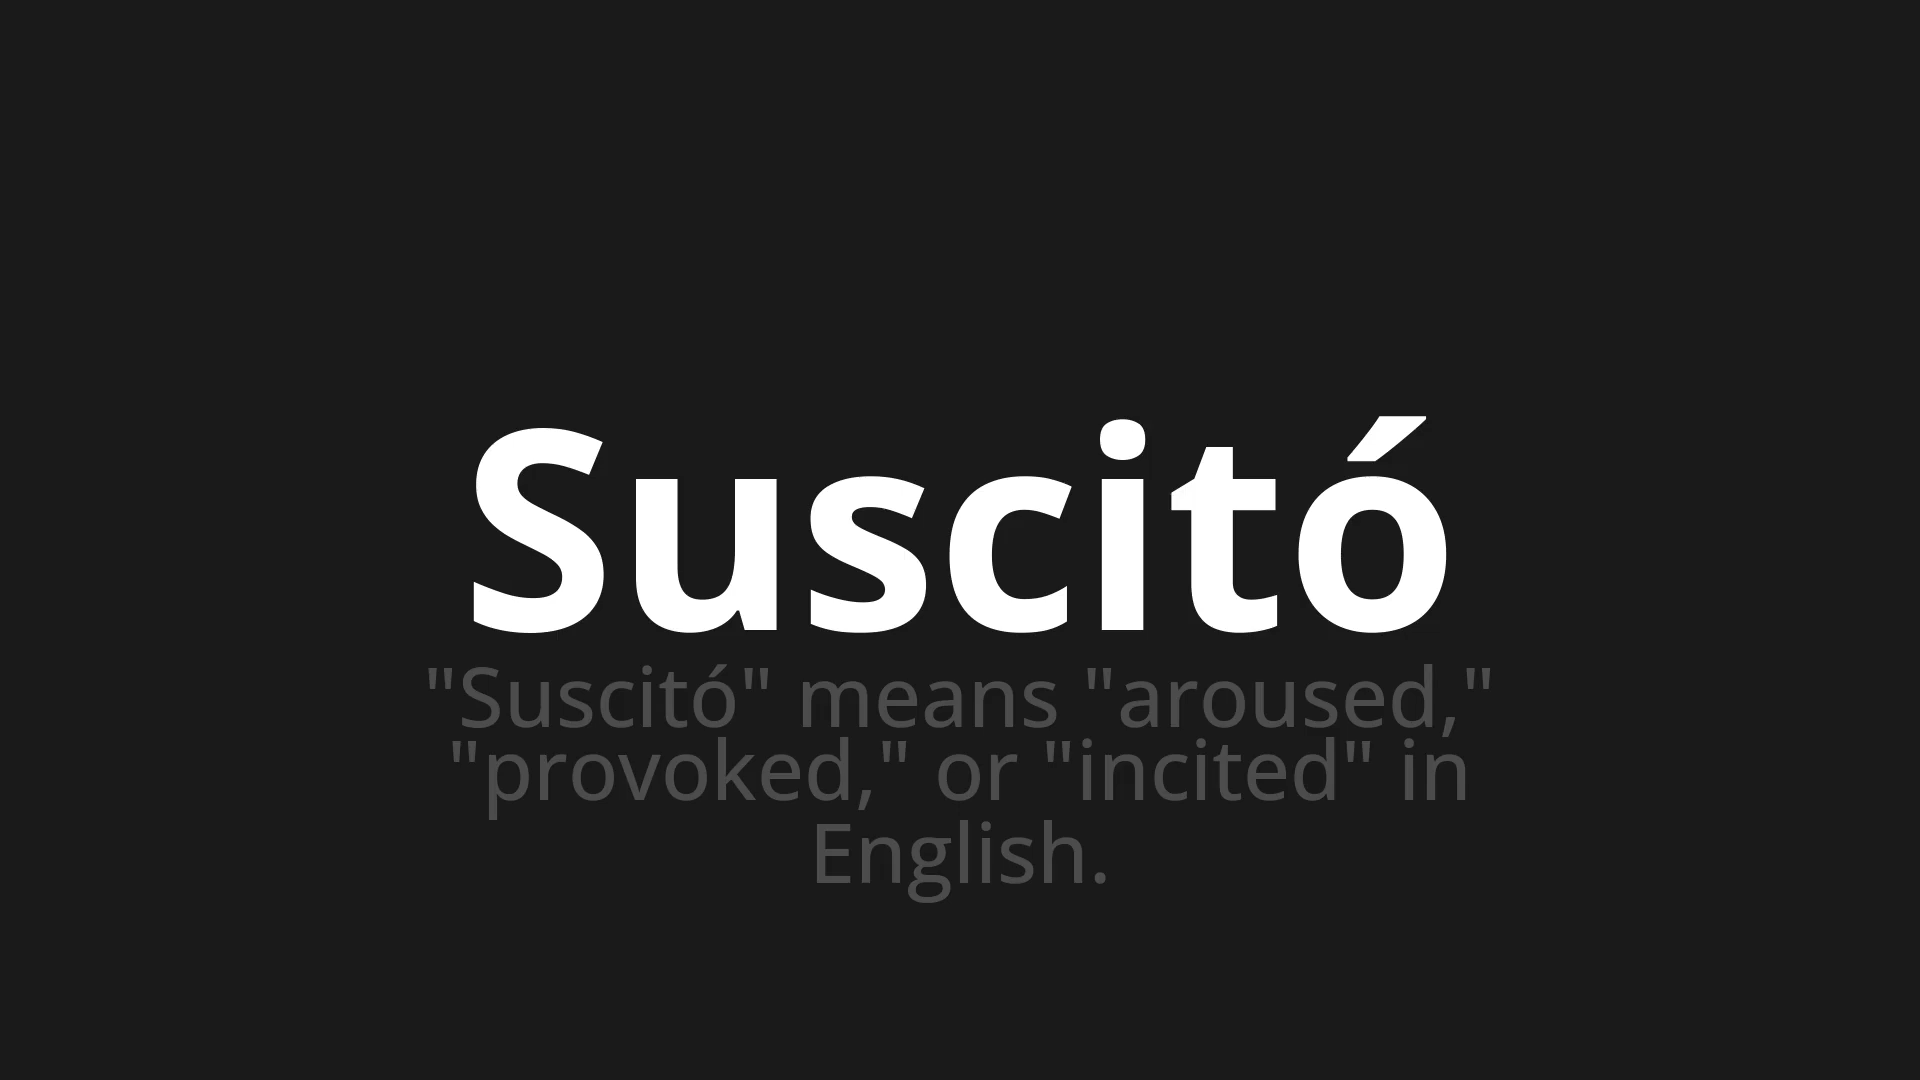 Suscitó
"Suscitó" means "aroused,"
"provoked," or "incited" in
English.